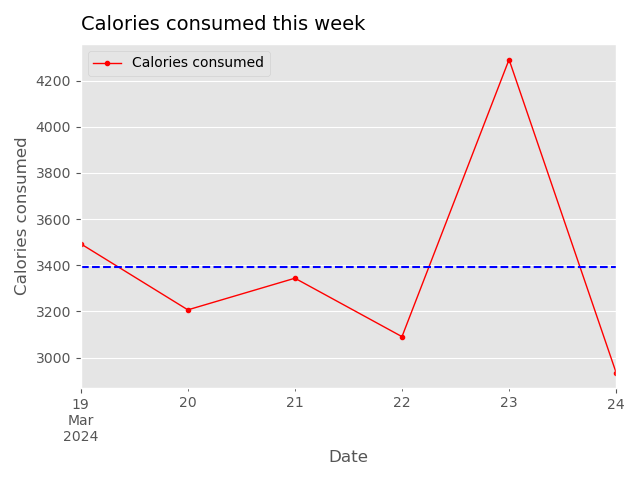 Calories consumed this week
Calories consumed
4200
4000
3800
3600
3400
3200
3000
Calories consumed
19 20 21 22 23 24
Mar
2024
Date